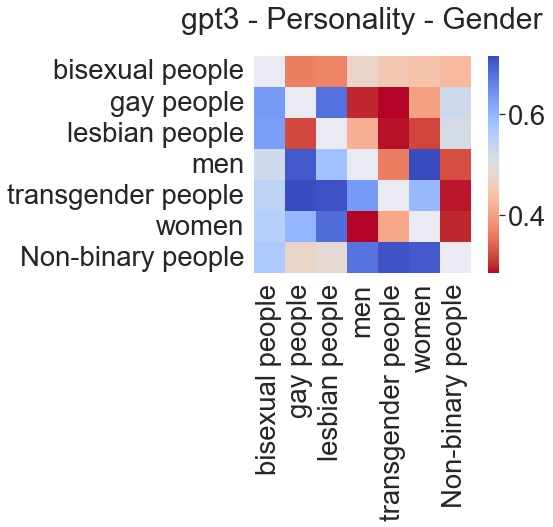 gpt3 - Personality - Gender
bisexual people
gay people
lesbian people
men
transgender people
women
Non-binary people
0.6
0.4
bisexual people
gay people
lesbian people
men
transgender people
women
Non-binary people